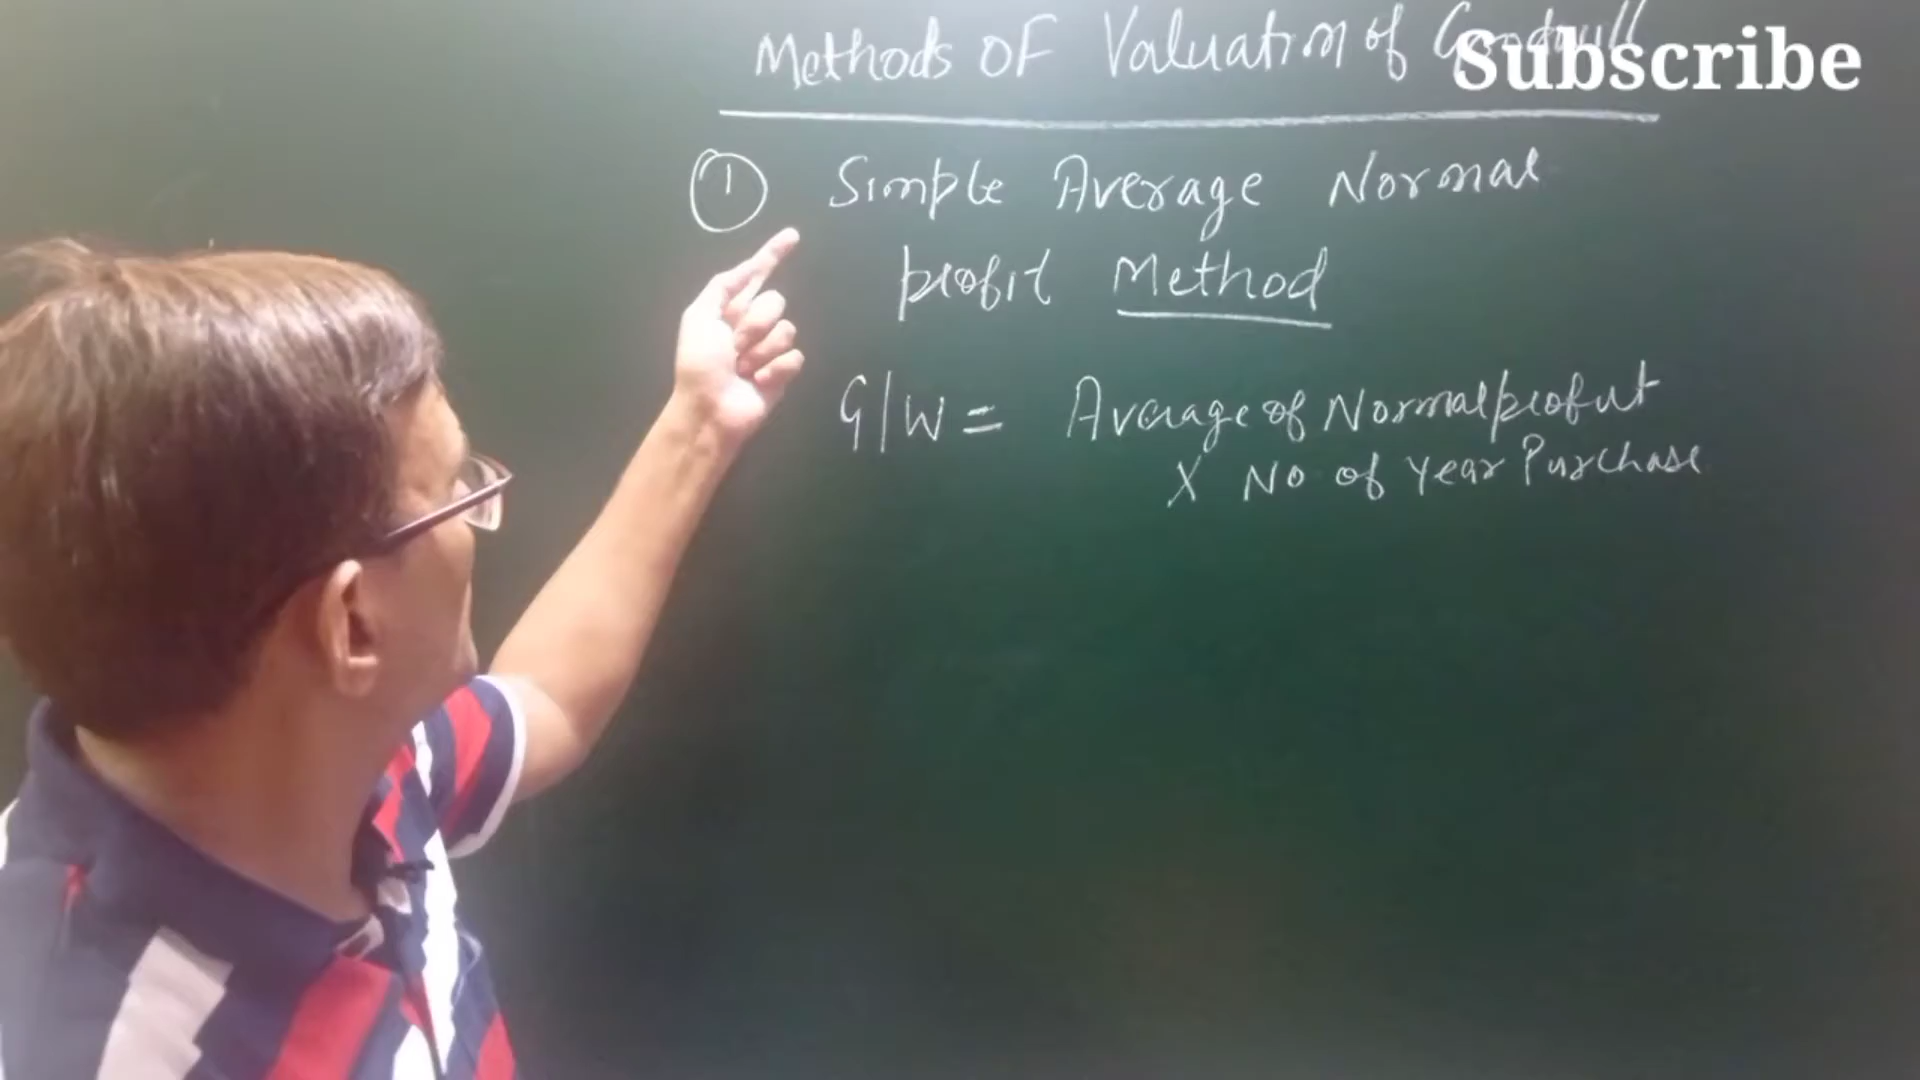 Methods OF Valuation of Goodwill
Subscribe
1 Simple Average Normal
profit Method
G/W = Average of Normal profit
X No of Year Purchase